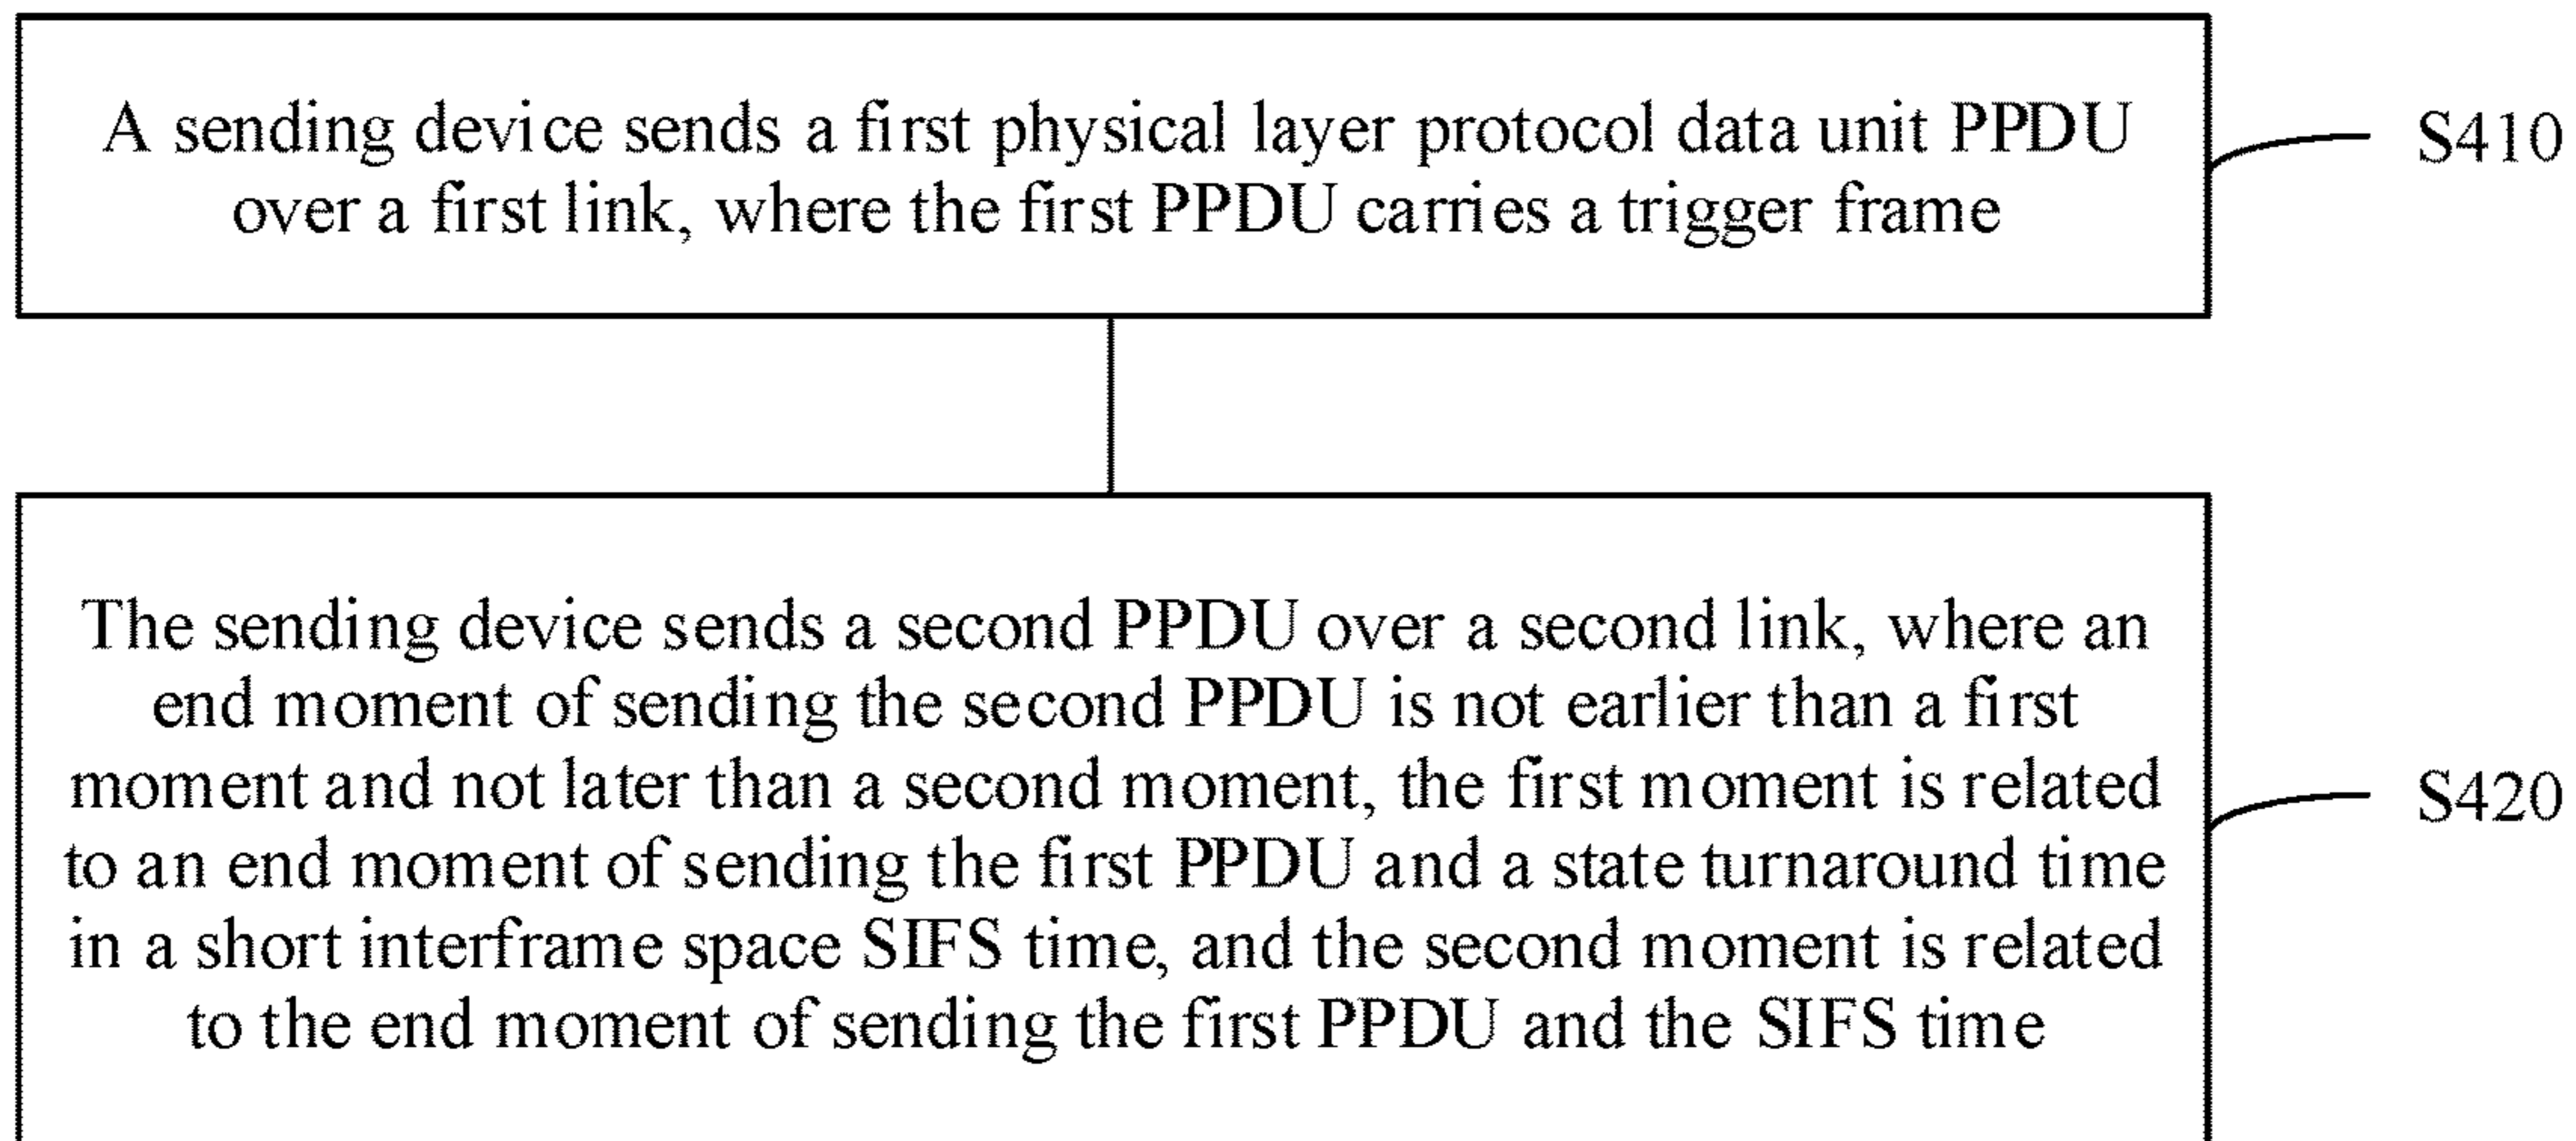 A sending device sends a first physical layer protocol data unit PPDU
over a first link, where the first PPDU carries a trigger frame
S410
The sending device sends a second PPDU over a second link, where an
end moment of sending the second PPDU is not earlier than a first
moment and not later than a second moment, the first moment is related
to an end moment of sending the first PPDU and a state turnaround time
in a short interframe space SIFS time, and the second moment is related
to the end moment of sending the first PPDU and the SIFS time
S420